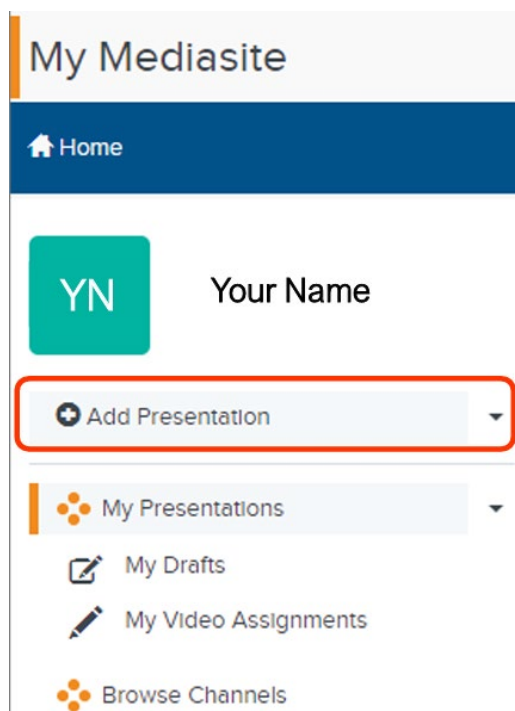 My Mediasite
Home
YN
Your Name
Add Presentation
My Presentations
My Drafts
My Video Assignments
Browse Channels